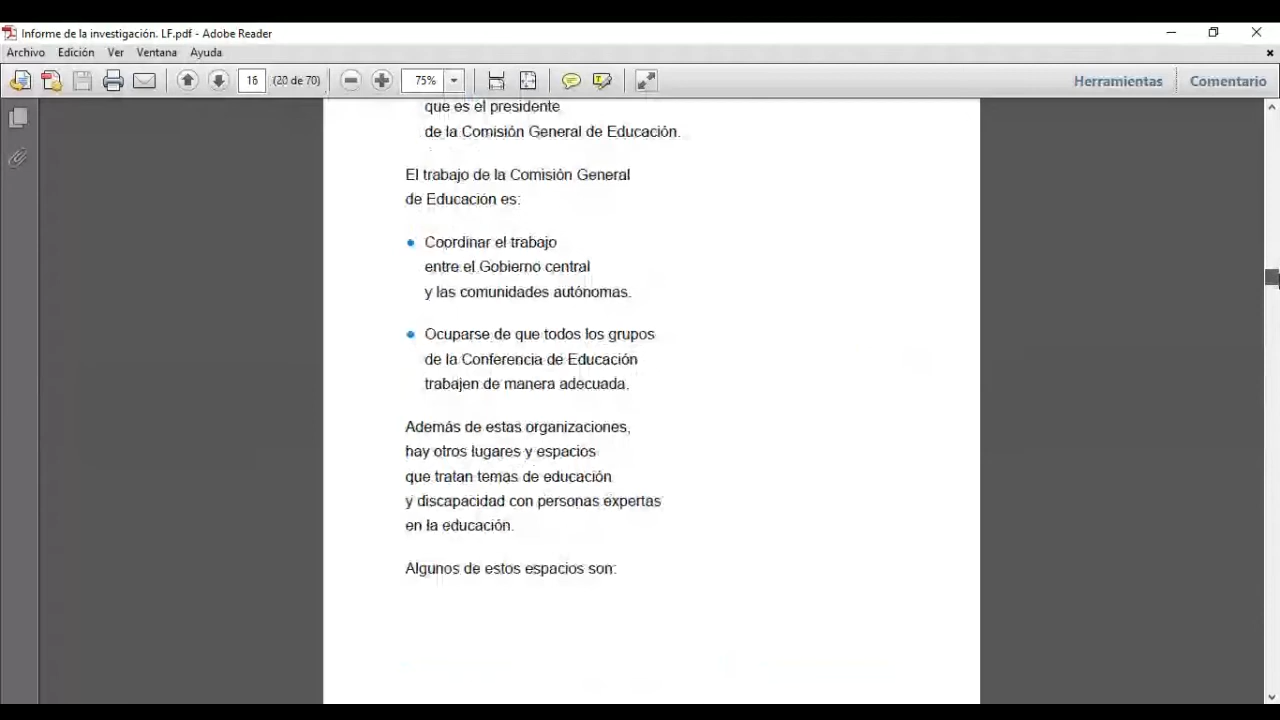 Informe de la investigación. LF.pdf - Adobe Reader
Archivo Edición Ver Ventana Ayuda
16 (20 de 70) 75% Herramientas Comentario
que es el presidente
de la Comisión General de Educación.
El trabajo de la Comisión General
de Educación es:
• Coordinar el trabajo
entre el Gobierno central
y las comunidades autónomas.
• Ocuparse de que todos los grupos
de la Conferencia de Educación
trabajen de manera adecuada.
Además de estas organizaciones,
hay otros lugares y espacios
que tratan temas de educación
y discapacidad con personas expertas
en la educación.
Algunos de estos espacios son: